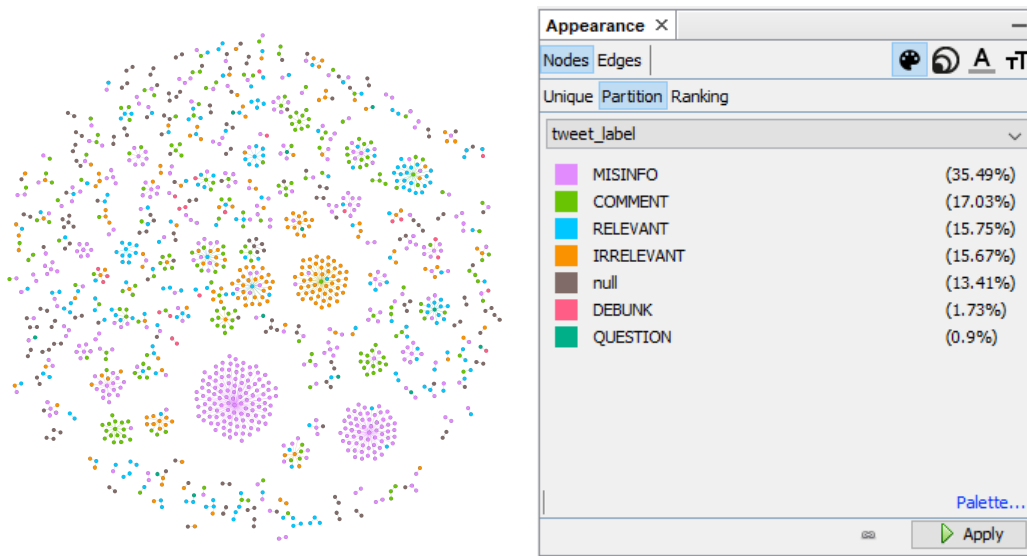 Appearance
Nodes Edges A тT
Unique Partition Ranking
tweet_label
MISINFO (35.49%)
COMMENT (17.03%)
RELEVANT (15.75%)
IRRELEVANT (15.67%)
null (13.41%)
DEBUNK (1.73%)
QUESTION (0.9%)
Palette...
Apply